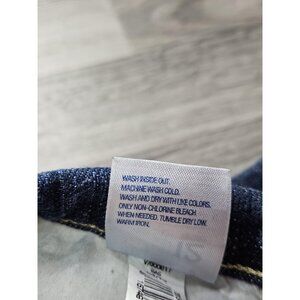 WASH INSIDE OUT.
MACHINE WASH COLD.
WASH AND DRY WITH LIKE COLORS.
ONLY NON-CHLORINE BLEACH
WHEN NEEDED. TUMBLE DRY LOW.
WARM IRON.